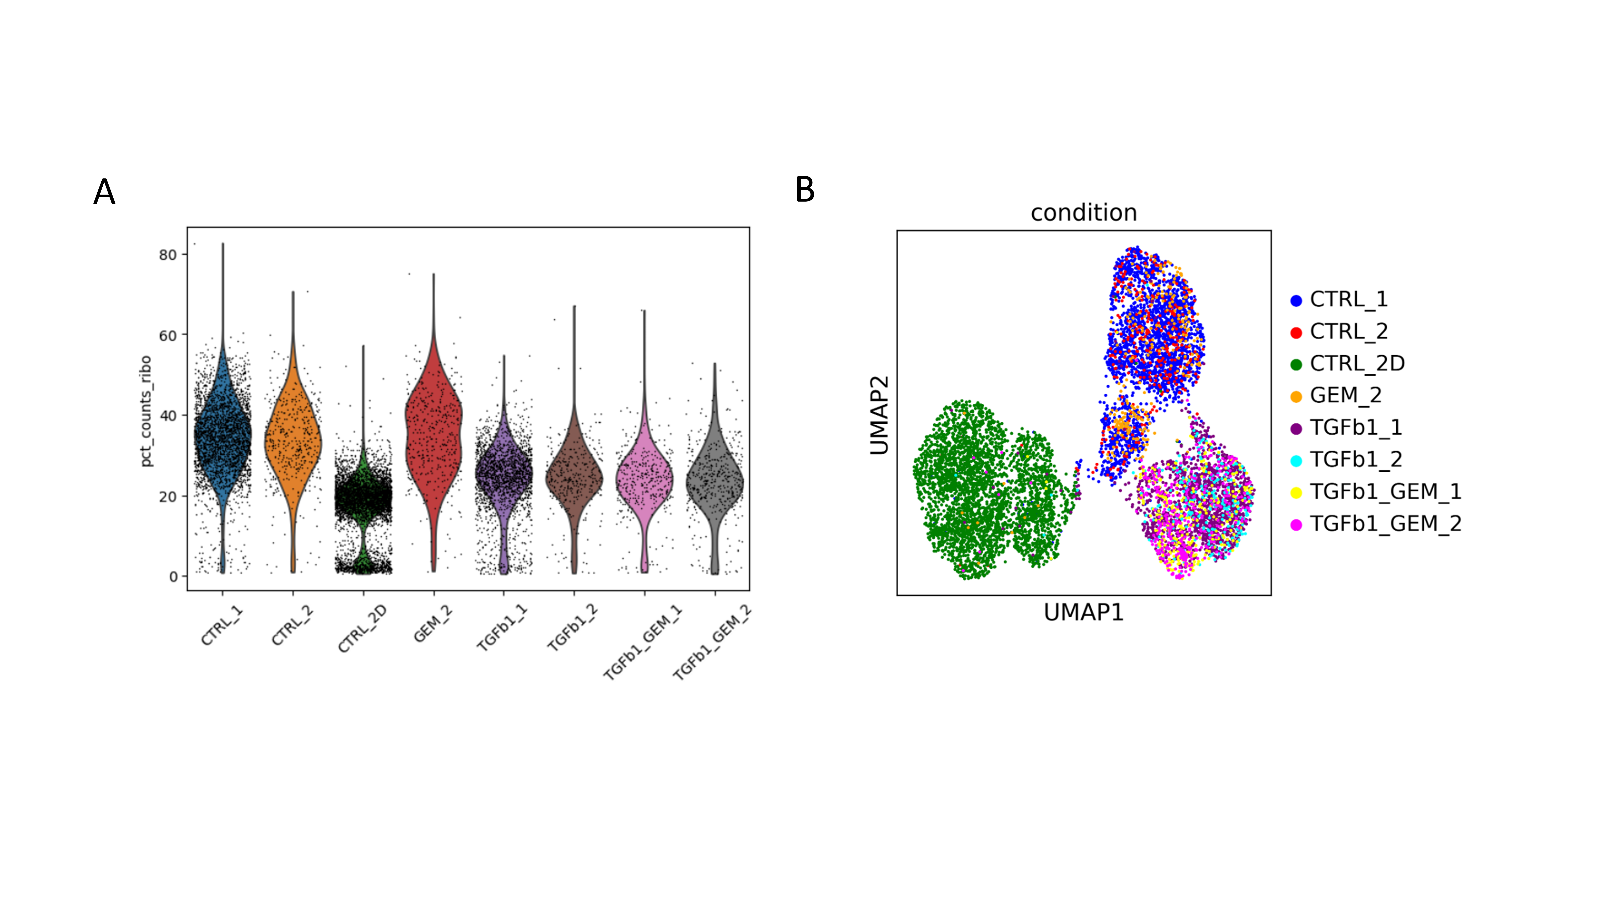 A
pct_counts_ribo
80
60
40
20
0
CTRL_1
CTRL_2
CTRL_2D
GEM_2
TGFb1_1
TGFb1_2
TGFb1_GEM_1
TGFb1_GEM_2
B
condition
UMAP2
UMAP1
CTRL_1
CTRL_2
CTRL_2D
GEM_2
TGFb1_1
TGFb1_2
TGFb1_GEM_1
TGFb1_GEM_2